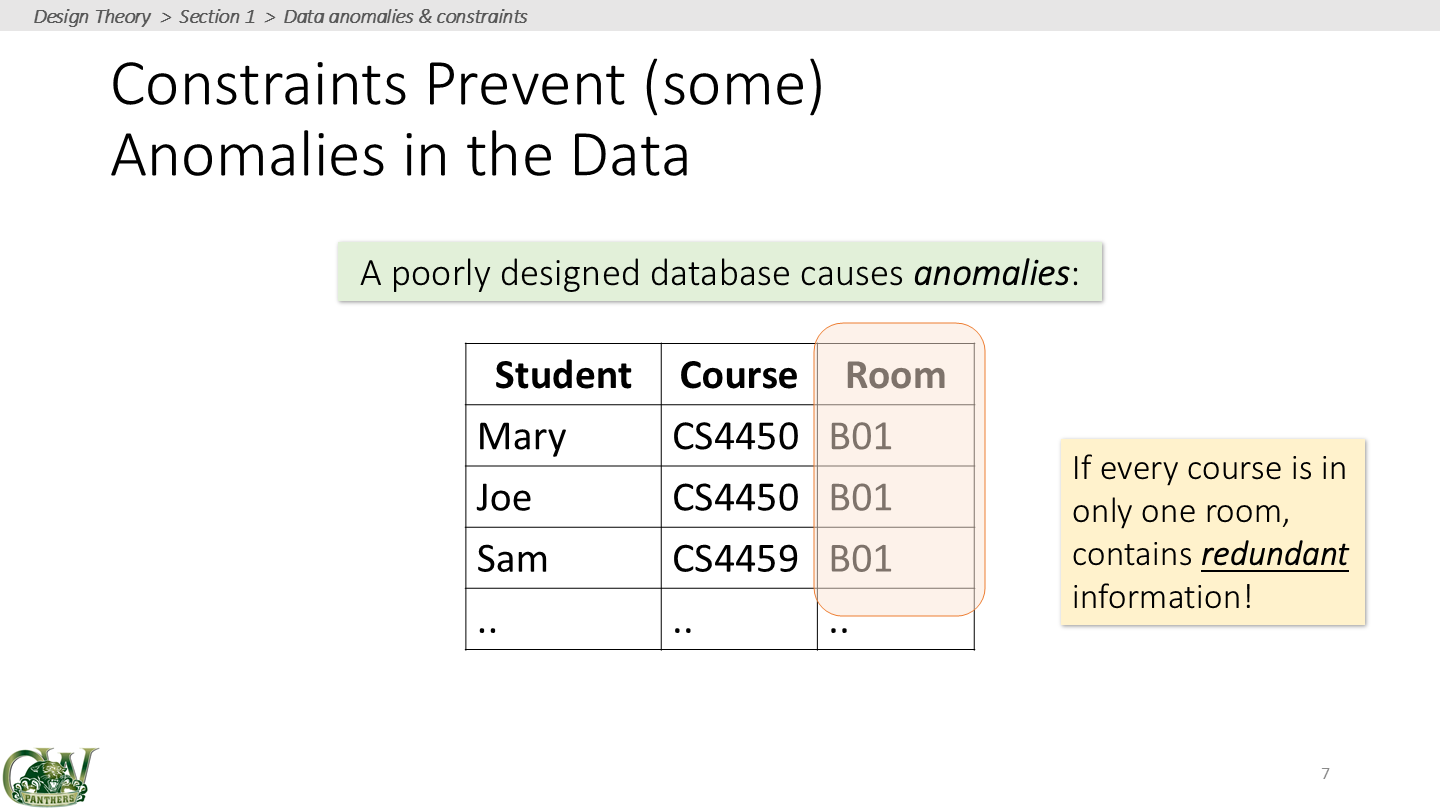 Design Theory > Section 1 > Data anomalies & constraints
Constraints Prevent (some)
Anomalies in the Data
A poorly designed database causes anomalies:
Student Course Room
Mary CS4450 B01
Joe CS4450 B01
Sam CS4459 B01
.. .. ..
If every course is in
only one room,
contains redundant
information!
CW
PANTHERS
7